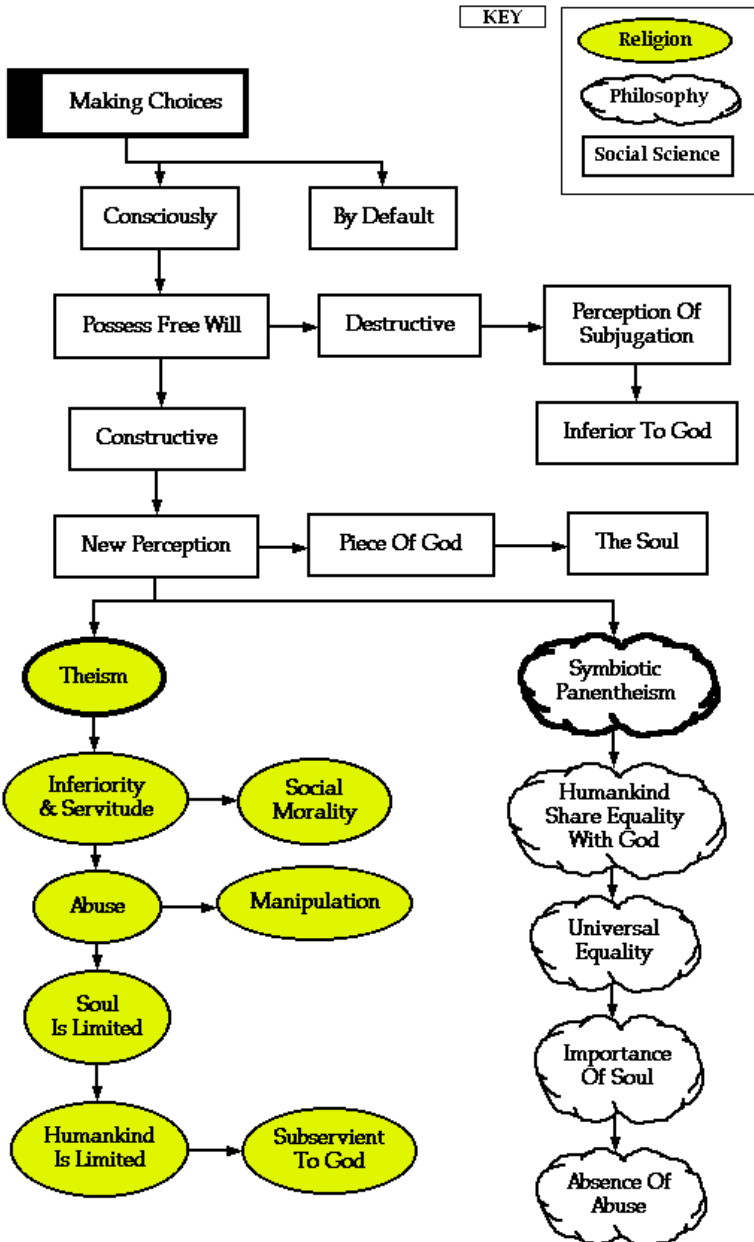 KEY
Religion
Philosophy
Social Science
Making Choices
Consciously
By Default
Possess Free Will
Destructive
Perception Of
Subjugation
Constructive
Inferior To God
New Perception
Piece Of God
The Soul
Theism
Symbiotic
Panentheism
Inferiority
& Servitude
Social
Morality
Humankind
Share Equality
With God
Abuse
Manipulation
Universal
Equality
Soul
Is Limited
Importance
Of Soul
Humankind
Is Limited
Subservient
To God
Absence Of
Abuse